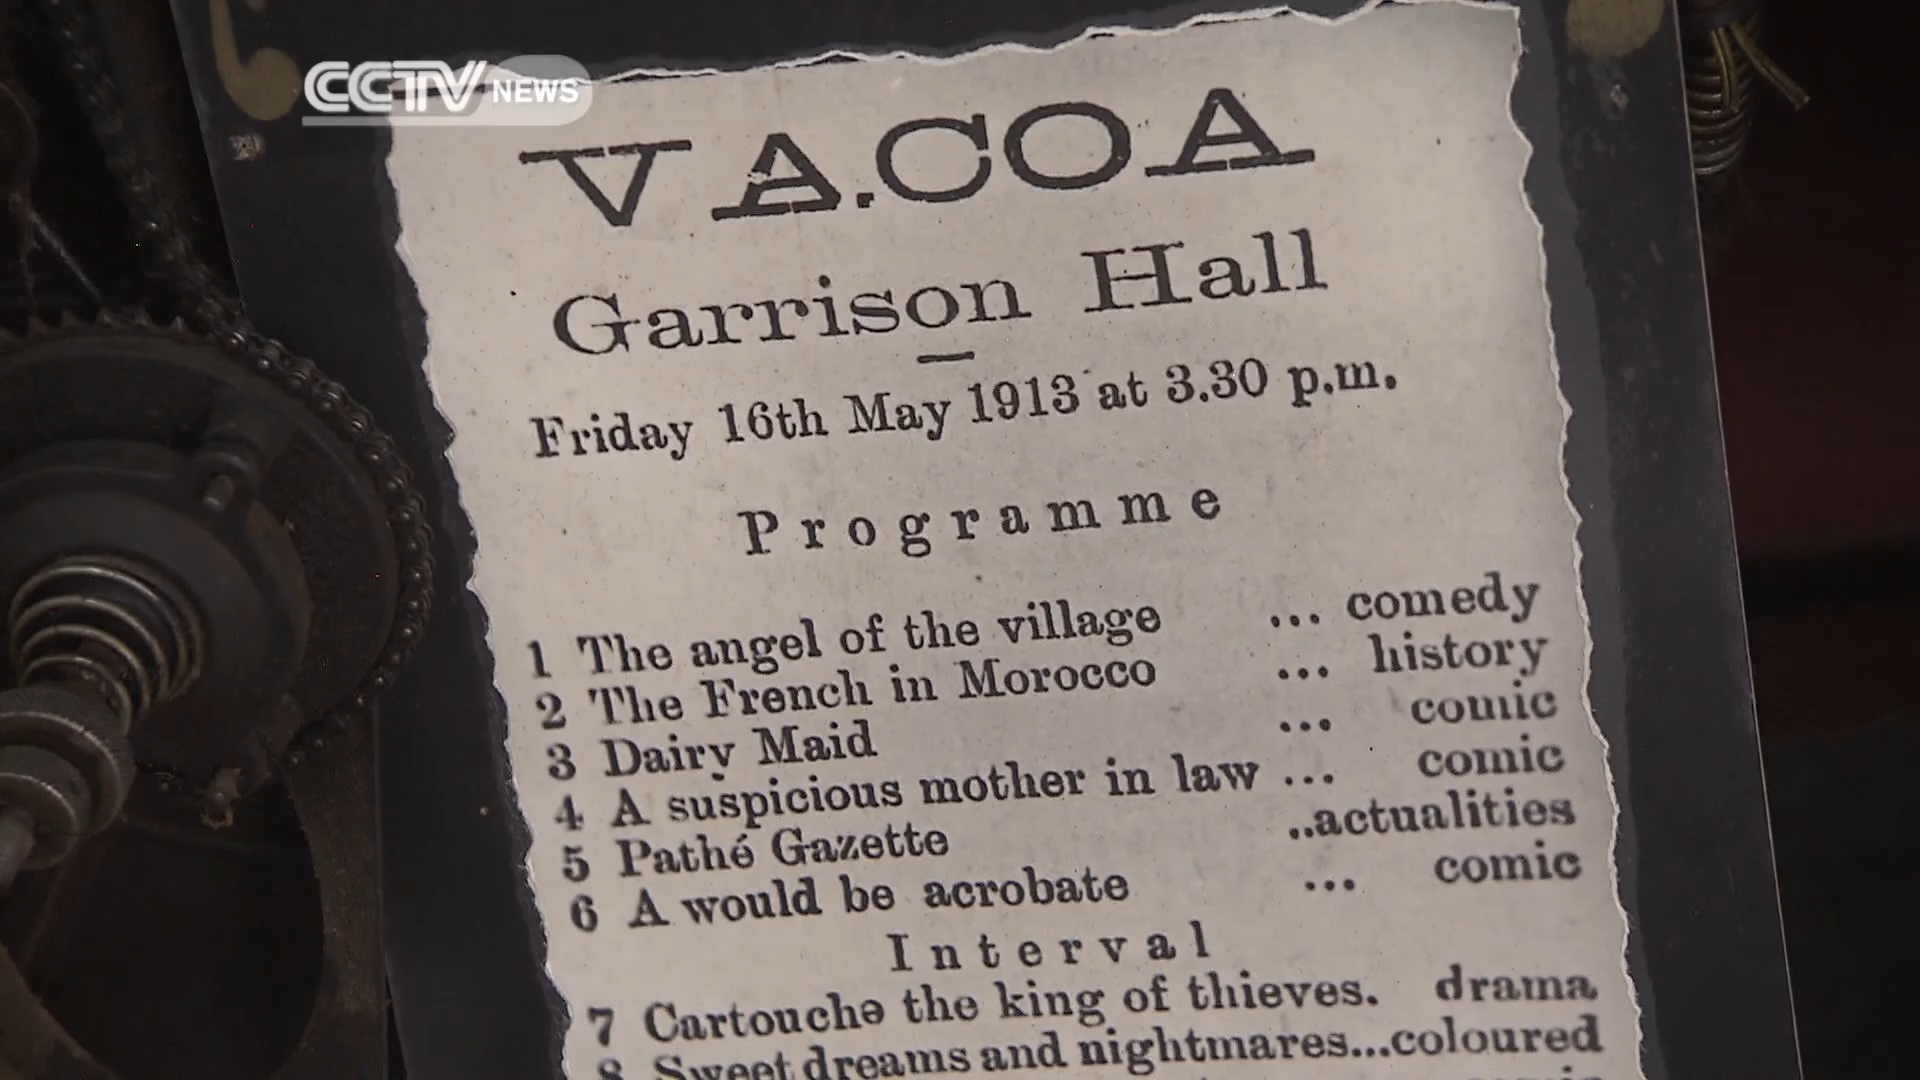 CCTV NEWS
VA.COA
Garrison Hall
Friday 16th May 1913 at 3.30 p.m.
Programme
1 The angel of the village ... comedy
2 The French in Morocco ... history
3 Dairy Maid ... comic
4 A suspicious mother in law ... comic
5 Pathé Gazette ..actualities
6 A would be acrobate ... comic
Interval
7 Cartouche the king of thieves. drama
8 Sweet dreams and nightmares...coloured